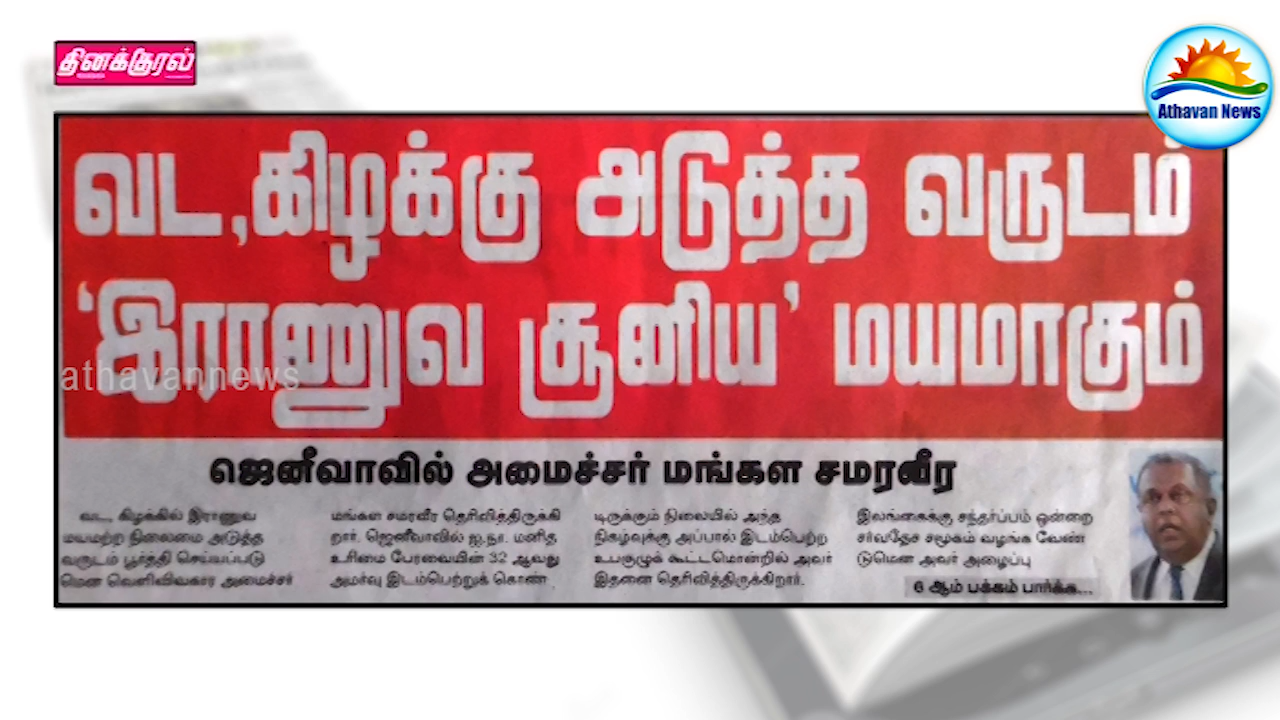 தினக்குரல்
Athavan News
வட,கிழக்கு அடுத்த வருடம்
‘இராணுவ சூனிய’ மயமாகும்
athavannews
ஜெனீவாவில் அமைச்சர் மங்கள சமரவீர
வட, கிழக்கில் இராணுவ
மயமற்ற நிலைமை அடுத்த
வருடம் பூர்த்தி செய்யப்படு
மென வெளிவிவகார அமைச்சர்
மங்கள சமரவீர தெரிவித்திருக்கி
றார். ஜெனீவாவில் ஐ.நா. மனித
உரிமை பேரவையின் 32 ஆவது
அமர்வு இடம்பெற்றுக் கொண்
டிருக்கும் நிலையில் அந்த
நிகழ்வுக்கு அப்பால் இடம்பெற்ற
உபகுழுக் கூட்டமொன்றில் அவர்
இதனை தெரிவித்திருக்கிறார்.
இலங்கைக்கு சந்தர்ப்பம் ஒன்றை
சர்வதேச சமூகம் வழங்க வேண்
டுமென அவர் அழைப்பு
6 ஆம் பக்கம் பார்க்க...